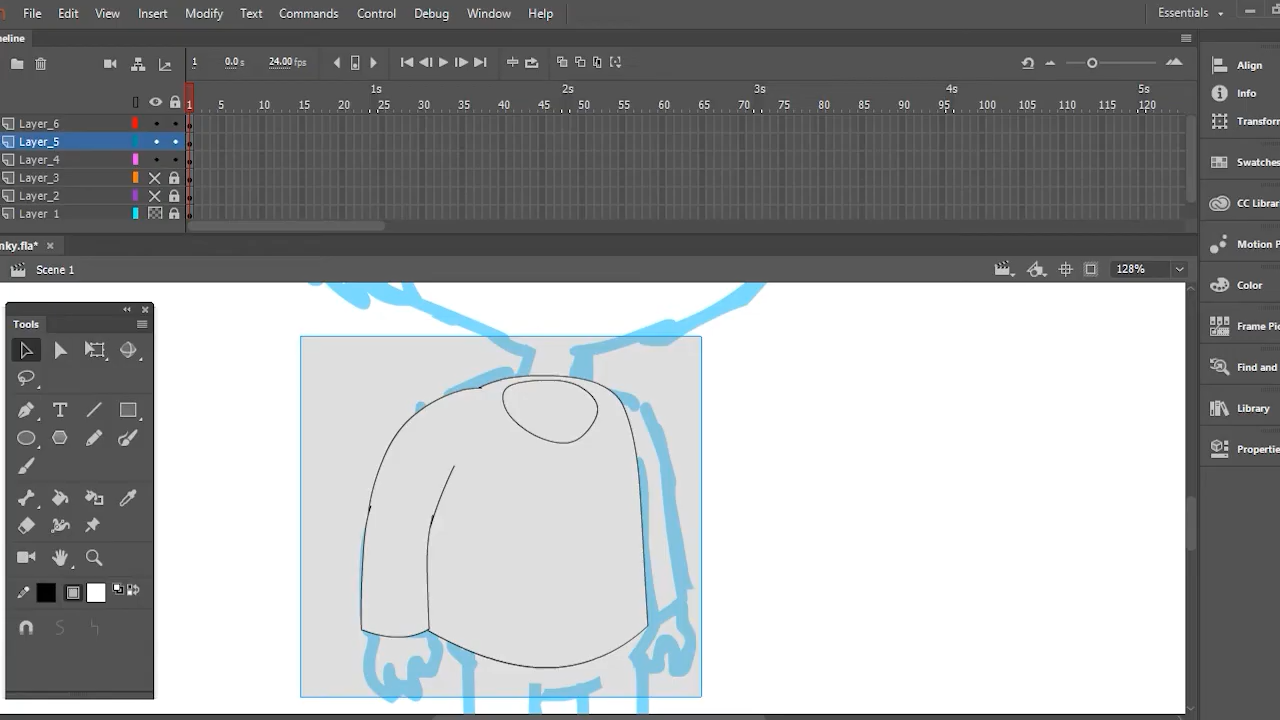 File Edit View Insert Modify Text Commands Control Debug Window Help Essentials
eline
1 0.0 s 24.00 fps
1s 2s 3s 4s 5s
1 5 10 15 20 25 30 35 40 45 50 55 60 65 70 75 80 85 90 95 100 105 110 115 120
Layer_6
Layer_5
Layer_4
Layer_3
Layer_2
Layer 1
nky.fla*
Scene 1
128%
Tools
T
Align
Info
Transform
Swatches
CC Librar
Motion P
Color
Frame Pic
Find and
Library
Properties